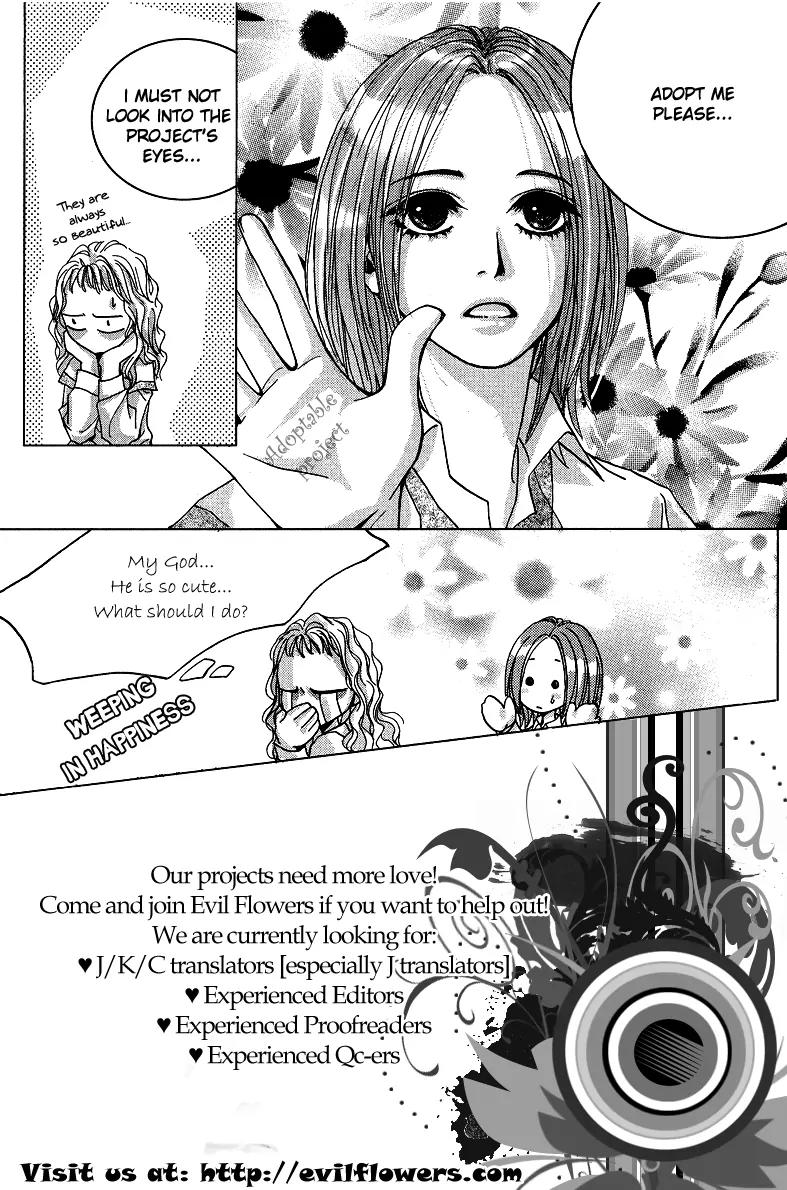 I MUST NOT
LOOK INTO THE
PROJECT'S
EYES...
They are
always
so beautiful...
ADOPT ME
PLEASE...
Adoptable
project
My God...
He is so cute...
What should I do?
WEEPING
IN HAPPINESS
Our projects need more love!
Come and join Evil Flowers if you want to help out!
We are currently looking for:
♥ J/K/C translators [especially J translators]
♥ Experienced Editors
♥ Experienced Proofreaders
♥ Experienced Qc-ers
Visit us at: http://evilflowers.com